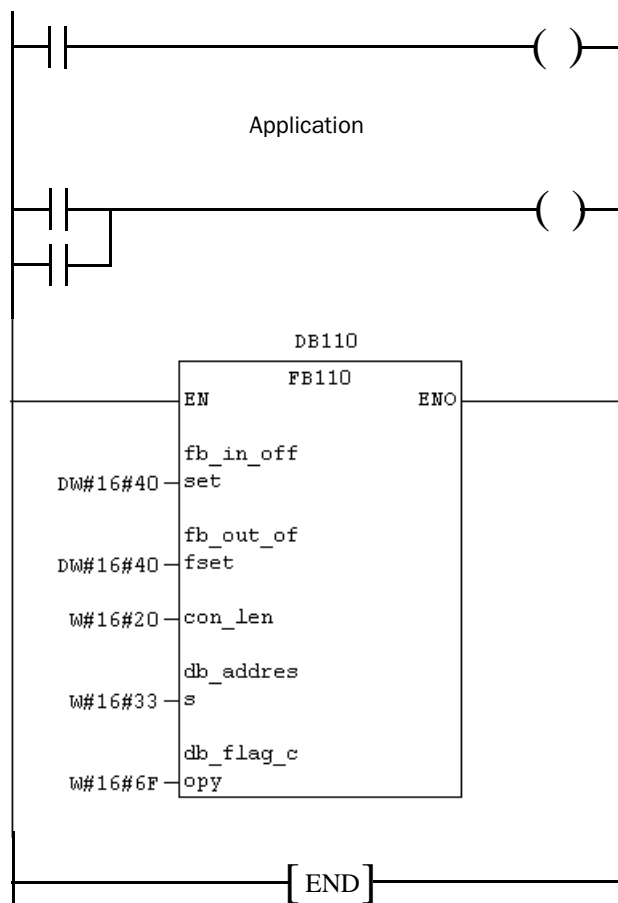 Application
DB110
FB110
EN ENO
fb_in_off
DW#16#40 set
fb_out_of
DW#16#40 fset
W#16#20 con_len
db_addres
W#16#33 s
db_flag_c
W#16#6F opy
[ END ]